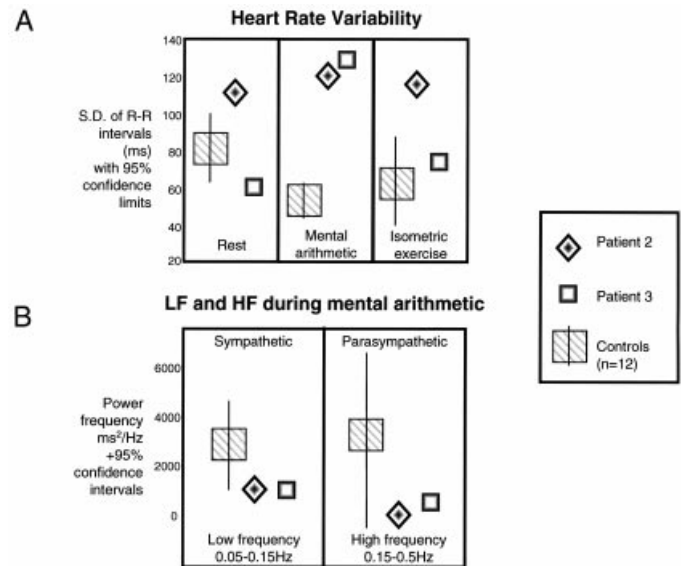 A
Heart Rate Variability
S.D. of R-R
intervals
(ms)
with 95%
confidence
limits
140
120
100
80
60
40
20
Rest
Mental
arithmetic
Isometric
exercise
Patient 2
Patient 3
Controls
(n=12)
B
LF and HF during mental arithmetic
Sympathetic
Parasympathetic
Power
frequency
ms²/Hz
+95%
confidence
intervals
6000
4000
2000
0
Low frequency
0.05-0.15Hz
High frequency
0.15-0.5Hz